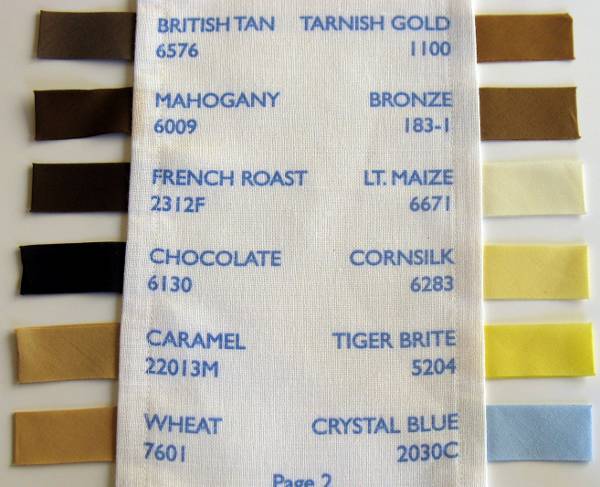 BRITISH TAN TARNISH GOLD
6576 1100
MAHOGANY BRONZE
6009 183-1
FRENCH ROAST LT. MAIZE
2312F 6671
CHOCOLATE CORNSILK
6130 6283
CARAMEL TIGER BRITE
22013M 5204
WHEAT CRYSTAL BLUE
7601 2030C
Page 2